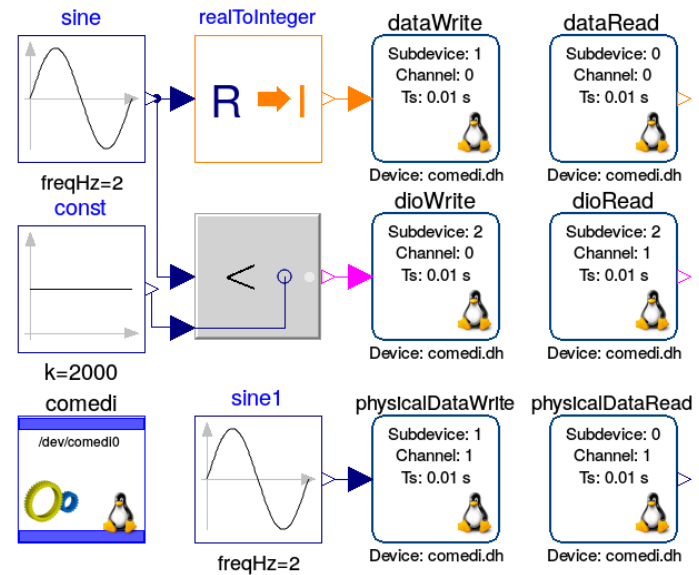 sine
realToInteger
dataWrite
dataRead
R
I
Subdevice: 1
Channel: 0
Ts: 0.01 s
Subdevice: 0
Channel: 0
Ts: 0.01 s
freqHz=2
Device: comedi.dh
Device: comedi.dh
const
dioWrite
dioRead
<
Subdevice: 2
Channel: 0
Ts: 0.01 s
Subdevice: 2
Channel: 1
Ts: 0.01 s
k=2000
Device: comedi.dh
Device: comedi.dh
comedi
sine1
physicalDataWrite
physicalDataRead
/dev/comedi0
Subdevice: 1
Channel: 1
Ts: 0.01 s
Subdevice: 0
Channel: 1
Ts: 0.01 s
freqHz=2
Device: comedi.dh
Device: comedi.dh